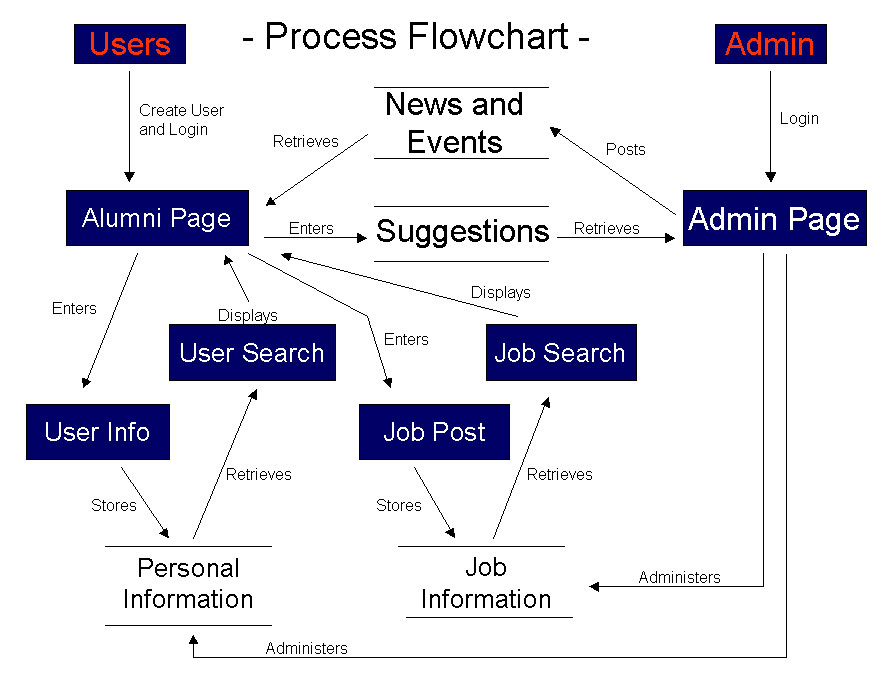 Users
- Process Flowchart -
Admin
Create User
and Login
News and
Events
Login
Retrieves
Posts
Alumni Page
Enters
Suggestions
Retrieves
Admin Page
Displays
Enters
Displays
User Search
Enters
Job Search
User Info
Job Post
Retrieves
Retrieves
Stores
Stores
Personal
Information
Job
Information
Administers
Administers